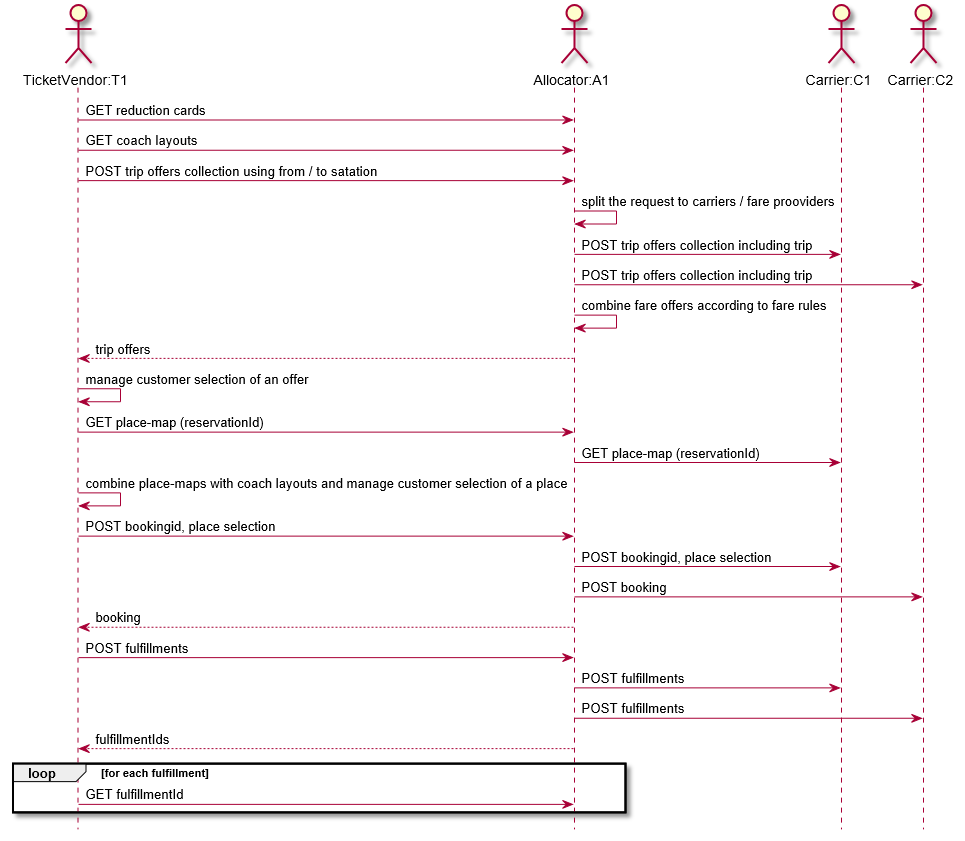 TicketVendor:T1
Allocator:A1
Carrier:C1
Carrier:C2
GET reduction cards
GET coach layouts
POST trip offers collection using from / to satation
split the request to carriers / fare prooviders
POST trip offers collection including trip
POST trip offers collection including trip
combine fare offers according to fare rules
trip offers
manage customer selection of an offer
GET place-map (reservationId)
GET place-map (reservationId)
combine place-maps with coach layouts and manage customer selection of a place
POST bookingid, place selection
POST bookingid, place selection
POST booking
booking
POST fulfillments
POST fulfillments
POST fulfillments
fulfillmentIds
loop
[for each fulfillment]
GET fulfillmentId